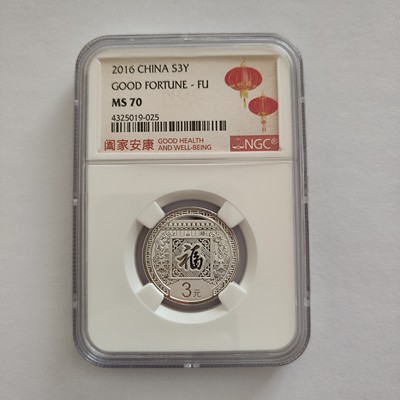 2016 CHINA S3Y
GOOD FORTUNE - FU
MS 70
4325019-025
阖家安康
GOOD HEALTH
AND WELL-BEING
NGC®
福
3元